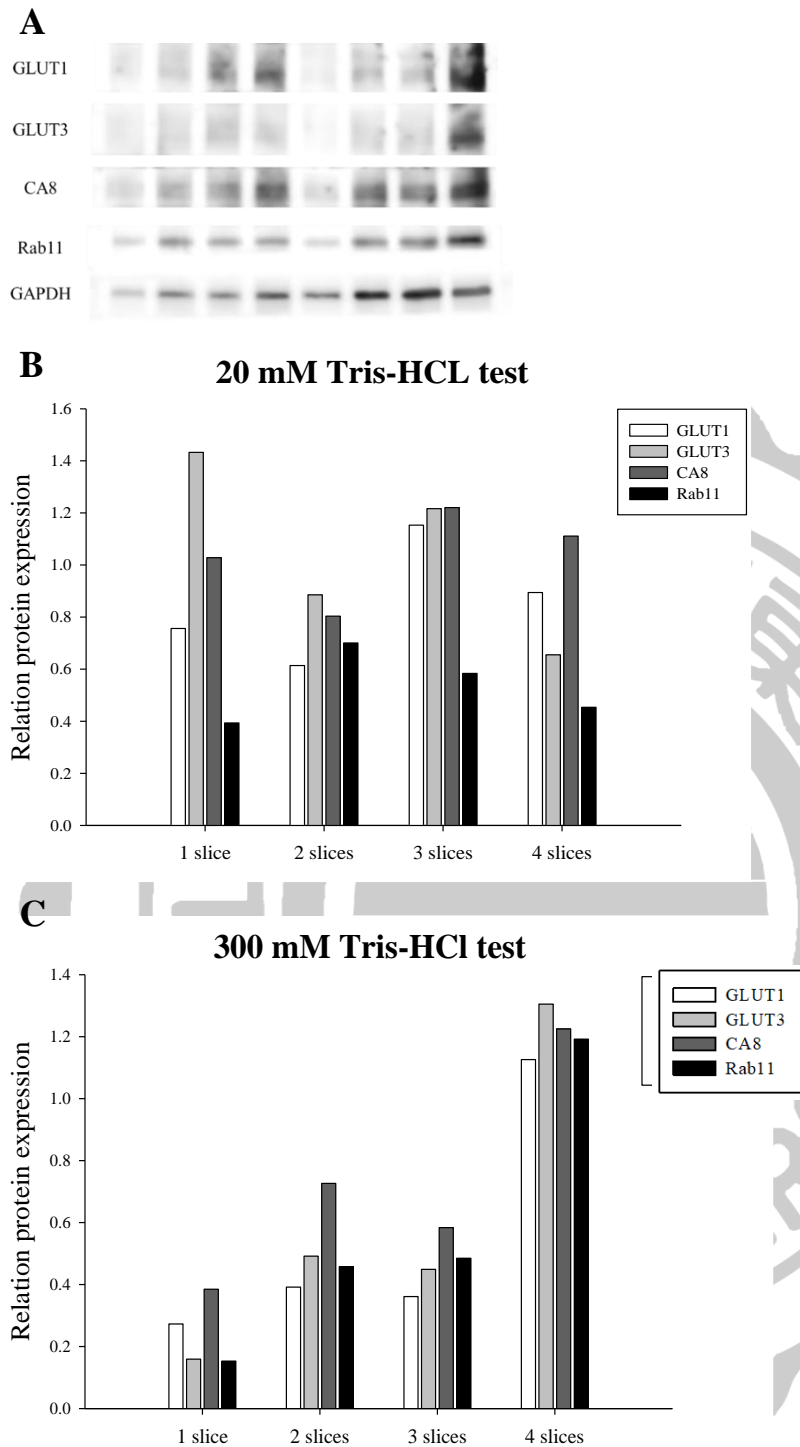 A
GLUT1
GLUT3
CA8
Rab11
GAPDH
B
20 mM Tris-HCL test
Relation protein expression
1.6
1.4
1.2
1.0
0.8
0.6
0.4
0.2
0.0
1 slice 2 slices 3 slices 4 slices
GLUT1
GLUT3
CA8
Rab11
C
300 mM Tris-HCl test
Relation protein expression
1.4
1.2
1.0
0.8
0.6
0.4
0.2
0.0
1 slice 2 slices 3 slices 4 slices
GLUT1
GLUT3
CA8
Rab11